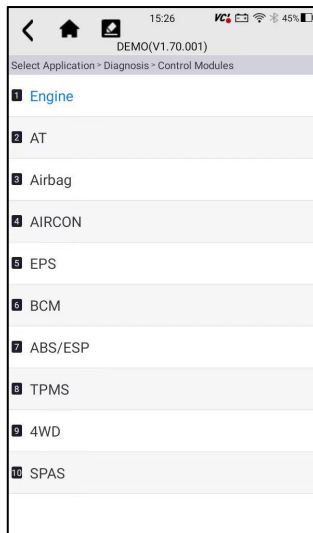 15:26 VCI 45%
DEMO(V1.70.001)
Select Application > Diagnosis > Control Modules
1 Engine
2 AT
3 Airbag
4 AIRCON
5 EPS
6 BCM
7 ABS/ESP
8 TPMS
9 4WD
10 SPAS